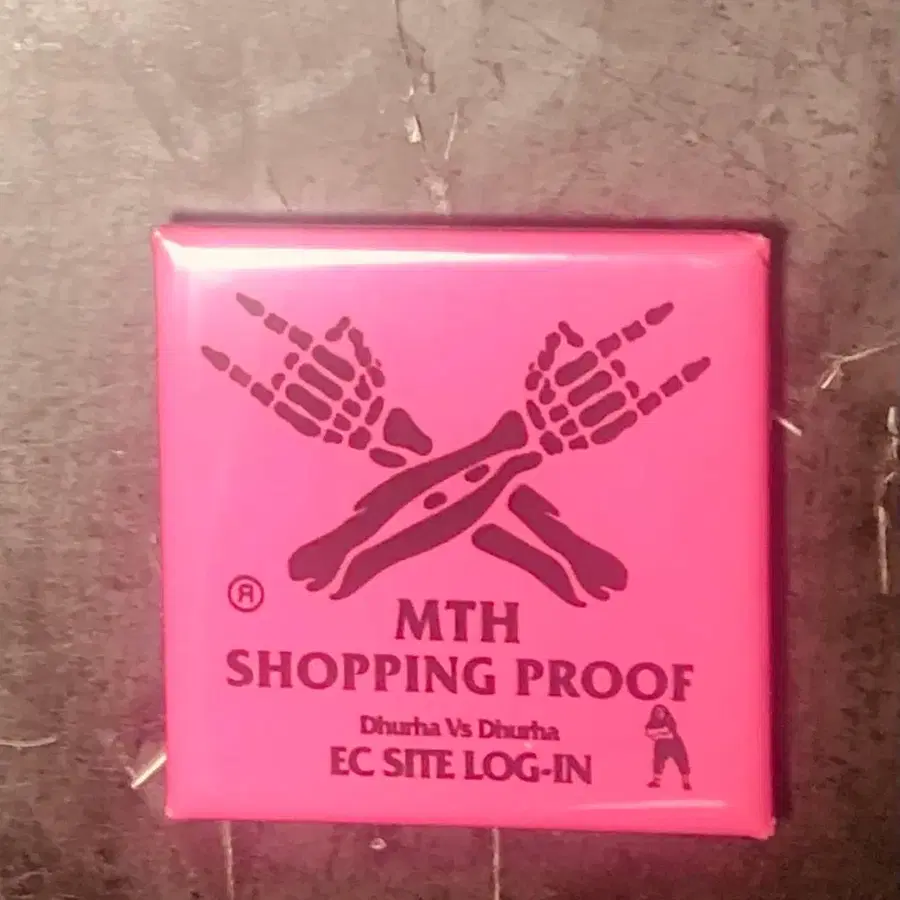 Ⓡ
MTH
SHOPPING PROOF
Dhurha Vs Dhurha
EC SITE LOG-IN